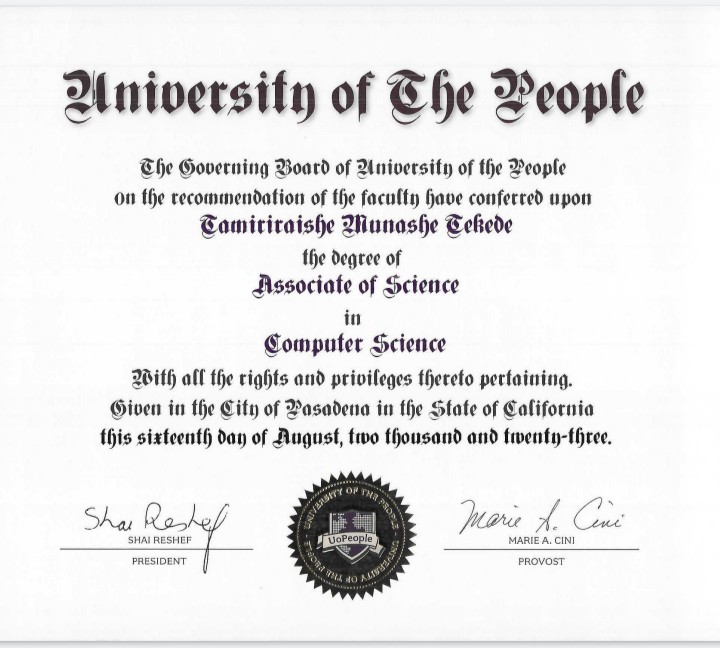 University of The People
The Governing Board of University of the People
on the recommendation of the faculty have conferred upon
Tamiriraishe Munashe Tekede
the degree of
Associate of Science
in
Computer Science
With all the rights and privileges thereto pertaining.
Given in the City of Pasadena in the State of California
this sixteenth day of August, two thousand and twenty-three.
Shai Reshef
SHAI RESHEF
PRESIDENT
UNIVERSITY OF THE PEOPLE
UoPeople
UNIVERSITY OF THE PEOPLE
Marie A. Cini
MARIE A. CINI
PROVOST